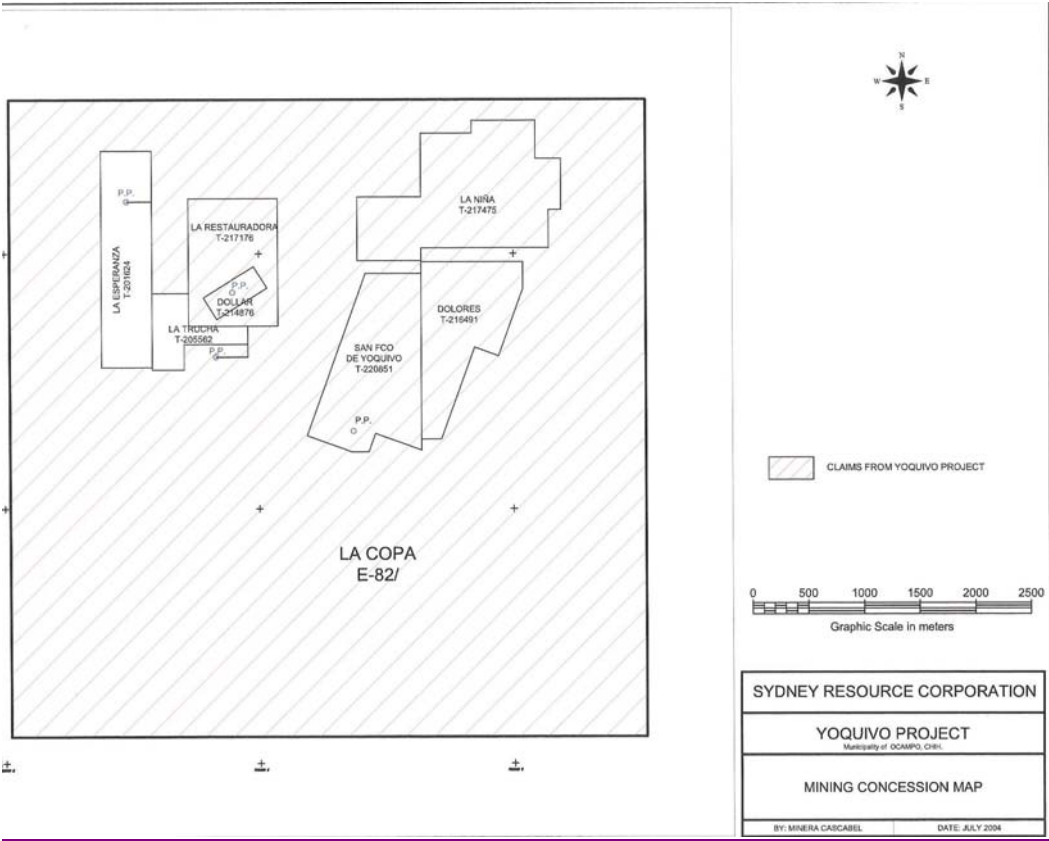 N
W E
S
P.P.
LA ESPERANZA
T-201624
LA RESTAURADORA
T-217176
P.P.
DOLLAR
T-214876
LA TRUCHA
T-205562
P.P.
LA NIÑA
T-217475
DOLORES
T-216491
SAN FCO
DE YOQUIVO
T-220851
P.P.
LA COPA
E-82/
CLAIMS FROM YOQUIVO PROJECT
0 500 1000 1500 2000 2500
Graphic Scale in meters
SYDNEY RESOURCE CORPORATION
YOQUIVO PROJECT
Municipality of OCAMPO, CHIH.
MINING CONCESSION MAP
BY: MINERA CASCABEL DATE: JULY 2004